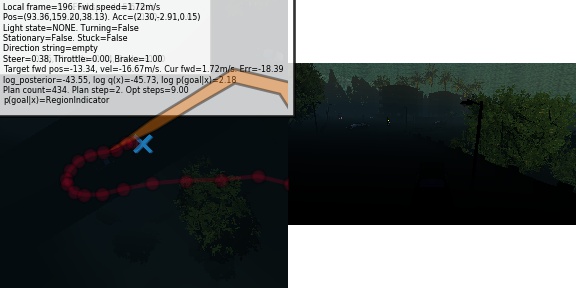 Local frame=196. Fwd speed=1.72m/s
Pos=(93.36,159.20,38.13). Acc=(2.30,-2.91,0.15)
Light state=NONE. Turning=False
Stationary=False. Stuck=False
Direction string=empty
Steer=0.38; Throttle=0.00; Brake=1.00
Target fwd pos=-13.34, vel=-16.67m/s. Cur fwd=1.72m/s. Err=-18.39
log_posterior=-43.55, log q(x)=-45.73, log p(goal|x)=2.18
Plan count=434. Plan step=2. Opt steps=9.00
p(goal|x)=RegionIndicator